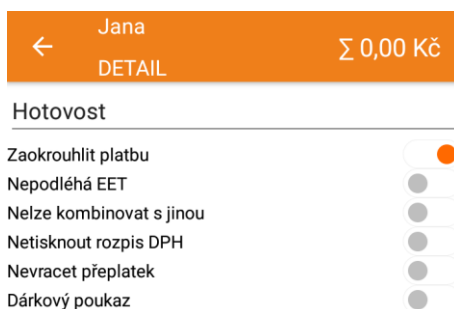 Jana
DETAIL
∑ 0,00 Kč
Hotovost
Zaokrouhlit platbu
Nepodléhá EET
Nelze kombinovat s jinou
Netisknout rozpis DPH
Nevracet přeplatek
Dárkový poukaz